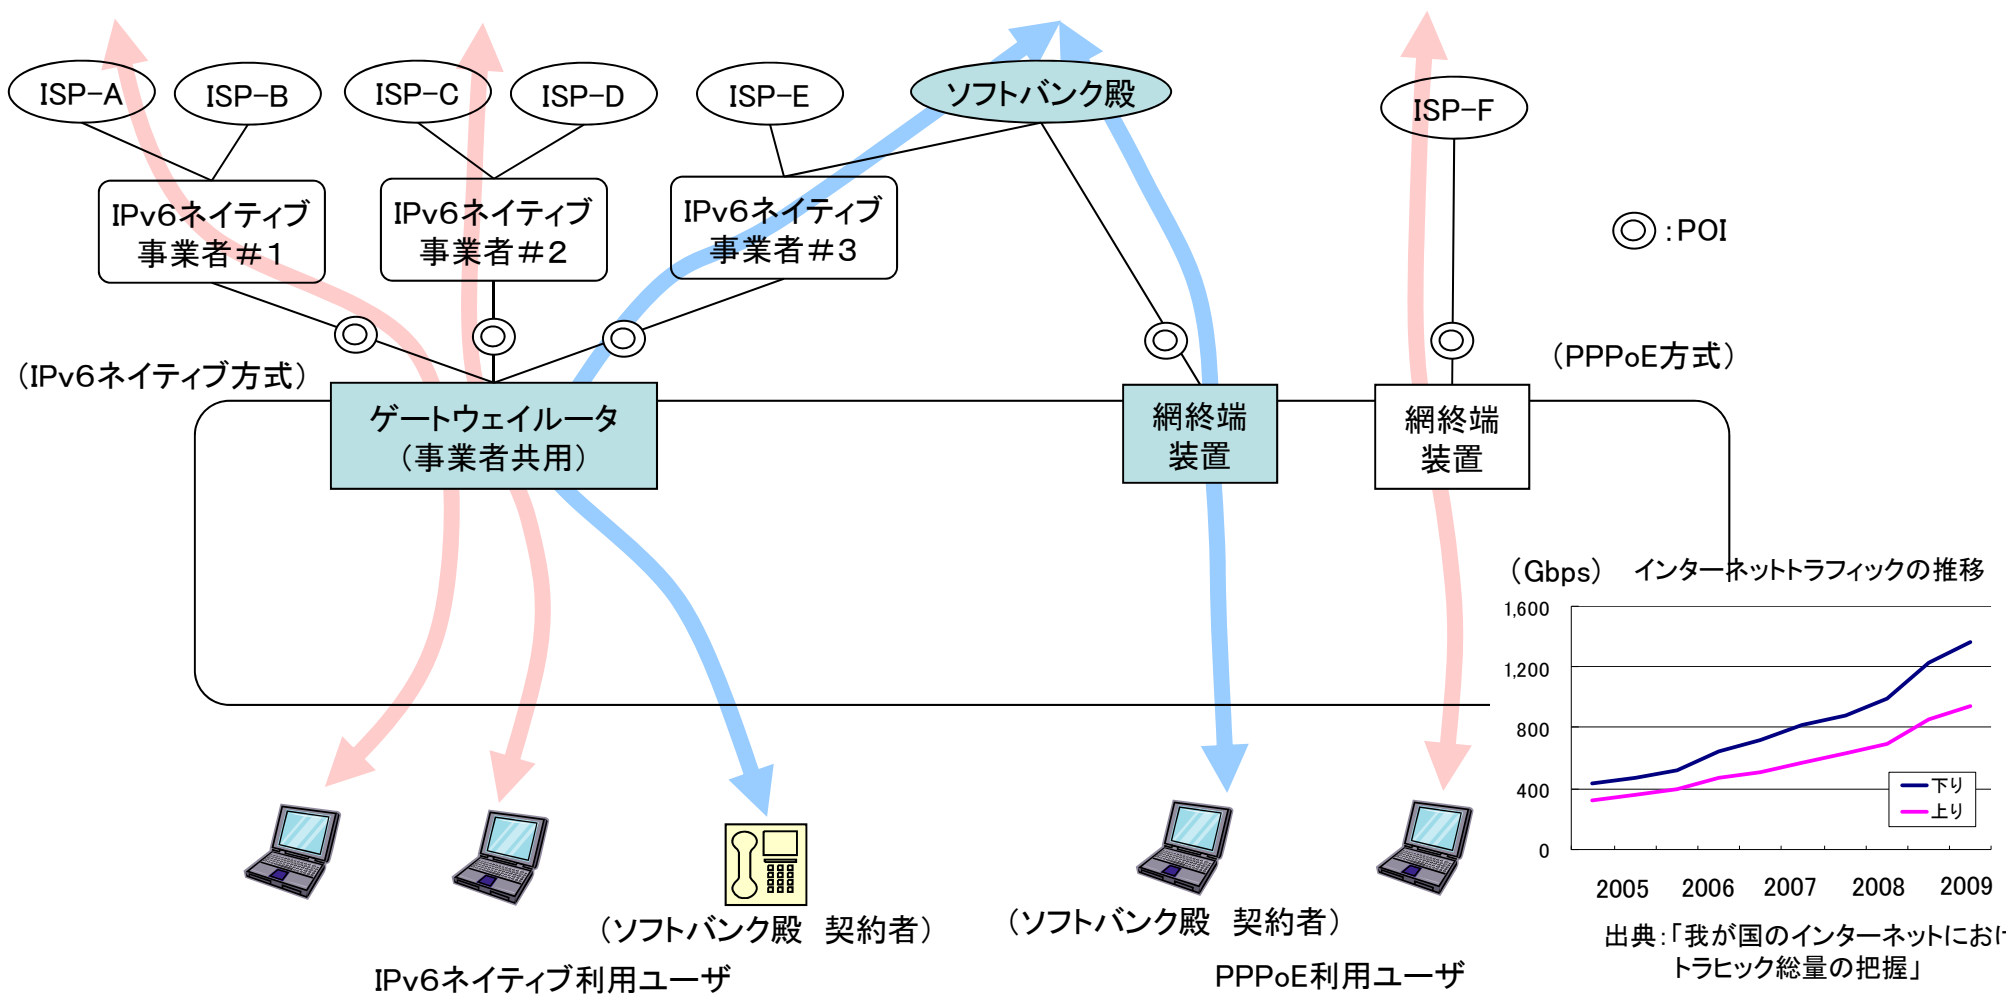 ISP−A
ISP−B
ISP−C
ISP−D
ISP−E
ソフトバンク殿
ISP−F
IPv6ネイティブ
事業者＃1
IPv6ネイティブ
事業者＃2
IPv6ネイティブ
事業者＃3
：POI
（IPv6ネイティブ方式）
（PPPoE方式）
ゲートウェイルータ
（事業者共用）
網終端
装置
網終端
装置
（Gbps） インターネットトラフィックの推移
1,600
1,200
800
400
0
下り
上り
2005 2006 2007 2008 2009
（ソフトバンク殿 契約者）
（ソフトバンク殿 契約者）
出典：「我が国のインターネットにおけ
トラヒック総量の把握」
IPv6ネイティブ利用ユーザ
PPPoE利用ユーザ